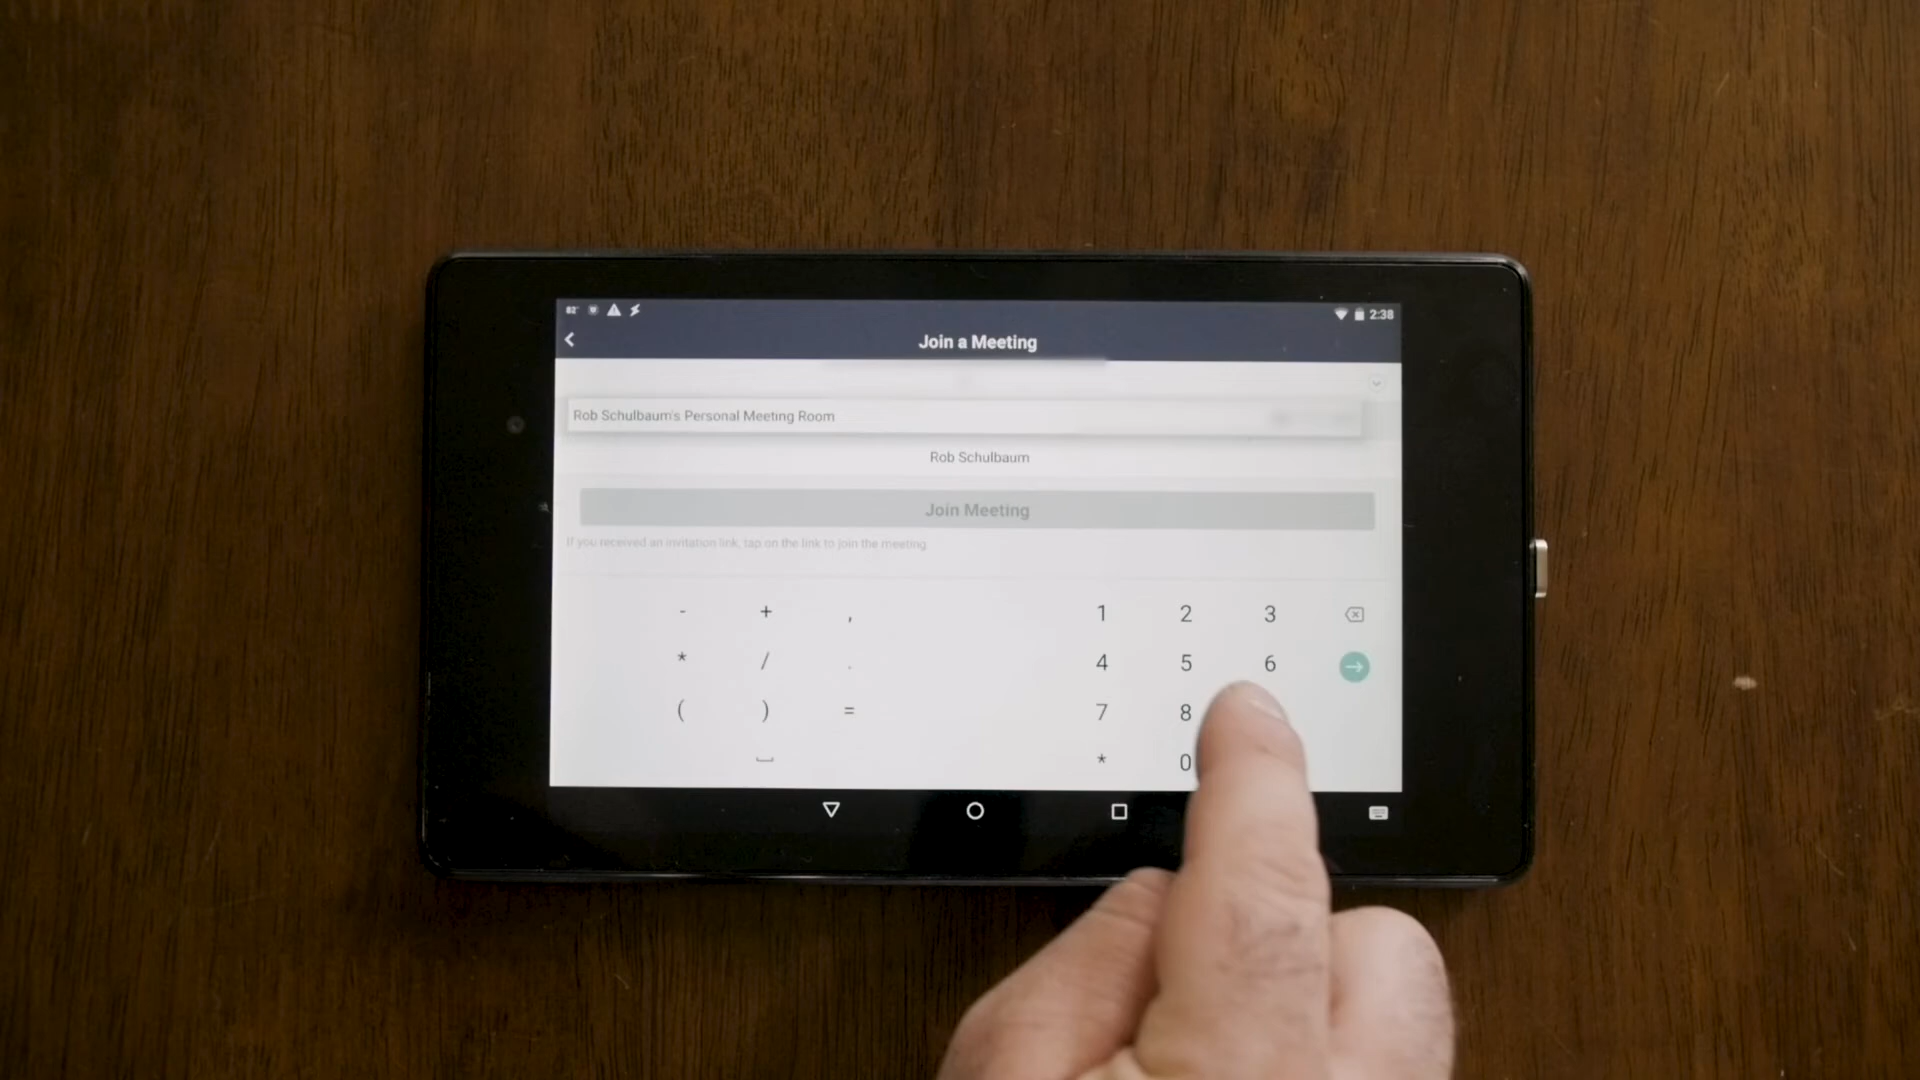 82°
2:38
Join a Meeting
Rob Schulbaum's Personal Meeting Room
Rob Schulbaum
Join Meeting
If you received an invitation link, tap on the link to join the meeting.
- + , 1 2 3
* / . 4 5 6
( ) = 7 8
* 0